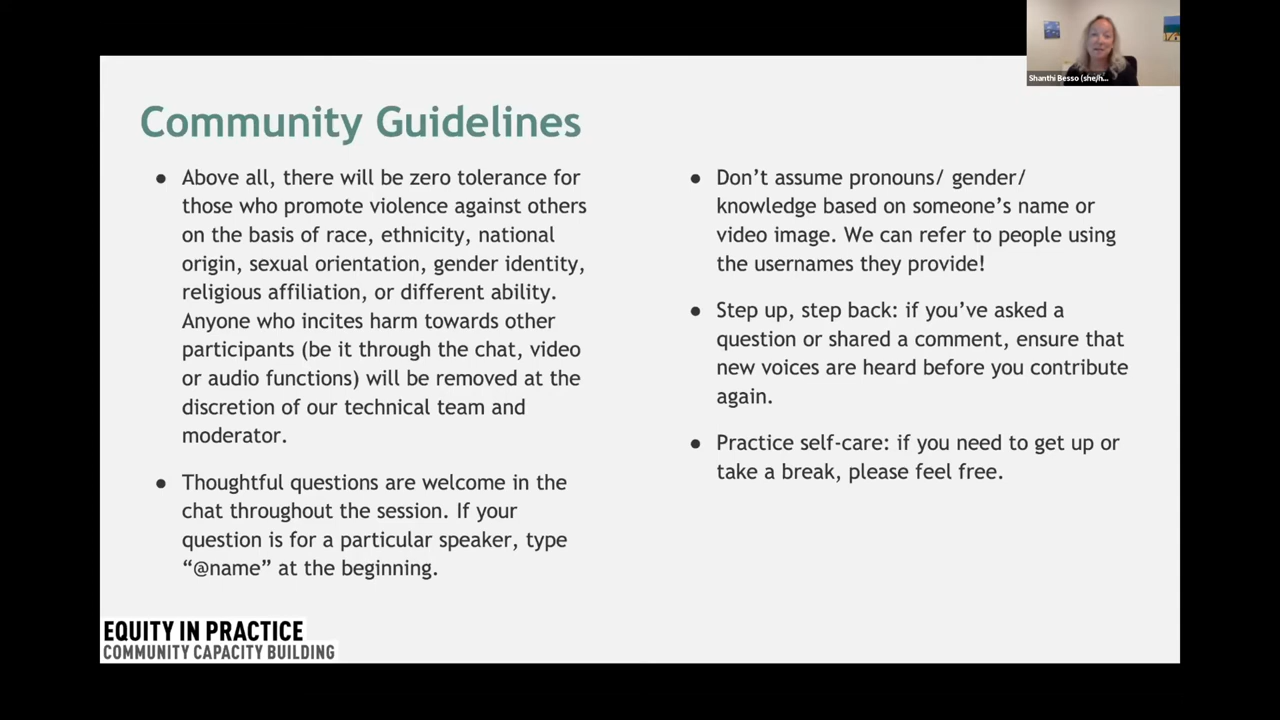 Shanthi Besso (she/h...
Community Guidelines
● Above all, there will be zero tolerance for
those who promote violence against others
on the basis of race, ethnicity, national
origin, sexual orientation, gender identity,
religious affiliation, or different ability.
Anyone who incites harm towards other
participants (be it through the chat, video
or audio functions) will be removed at the
discretion of our technical team and
moderator.
● Thoughtful questions are welcome in the
chat throughout the session. If your
question is for a particular speaker, type
“@name” at the beginning.
● Don’t assume pronouns/ gender/
knowledge based on someone’s name or
video image. We can refer to people using
the usernames they provide!
● Step up, step back: if you’ve asked a
question or shared a comment, ensure that
new voices are heard before you contribute
again.
● Practice self-care: if you need to get up or
take a break, please feel free.
EQUITY IN PRACTICE
COMMUNITY CAPACITY BUILDING